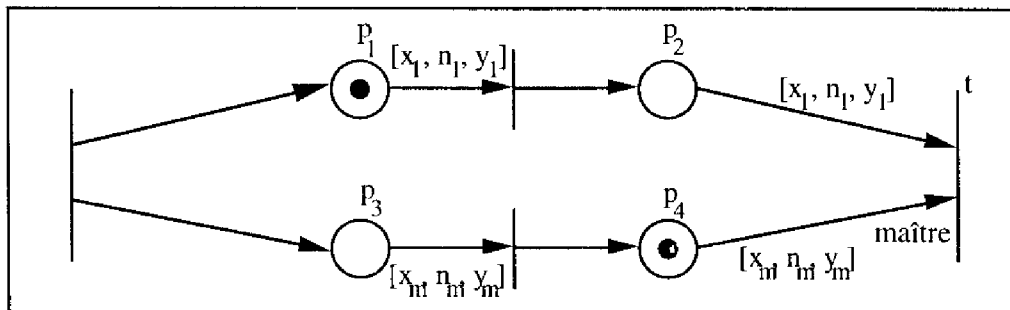 p1 p2
[x1, n1, y1]
[x1, n1, y1] t
p3 p4
maître
[xm, nm, ym] [xm, nm, ym]